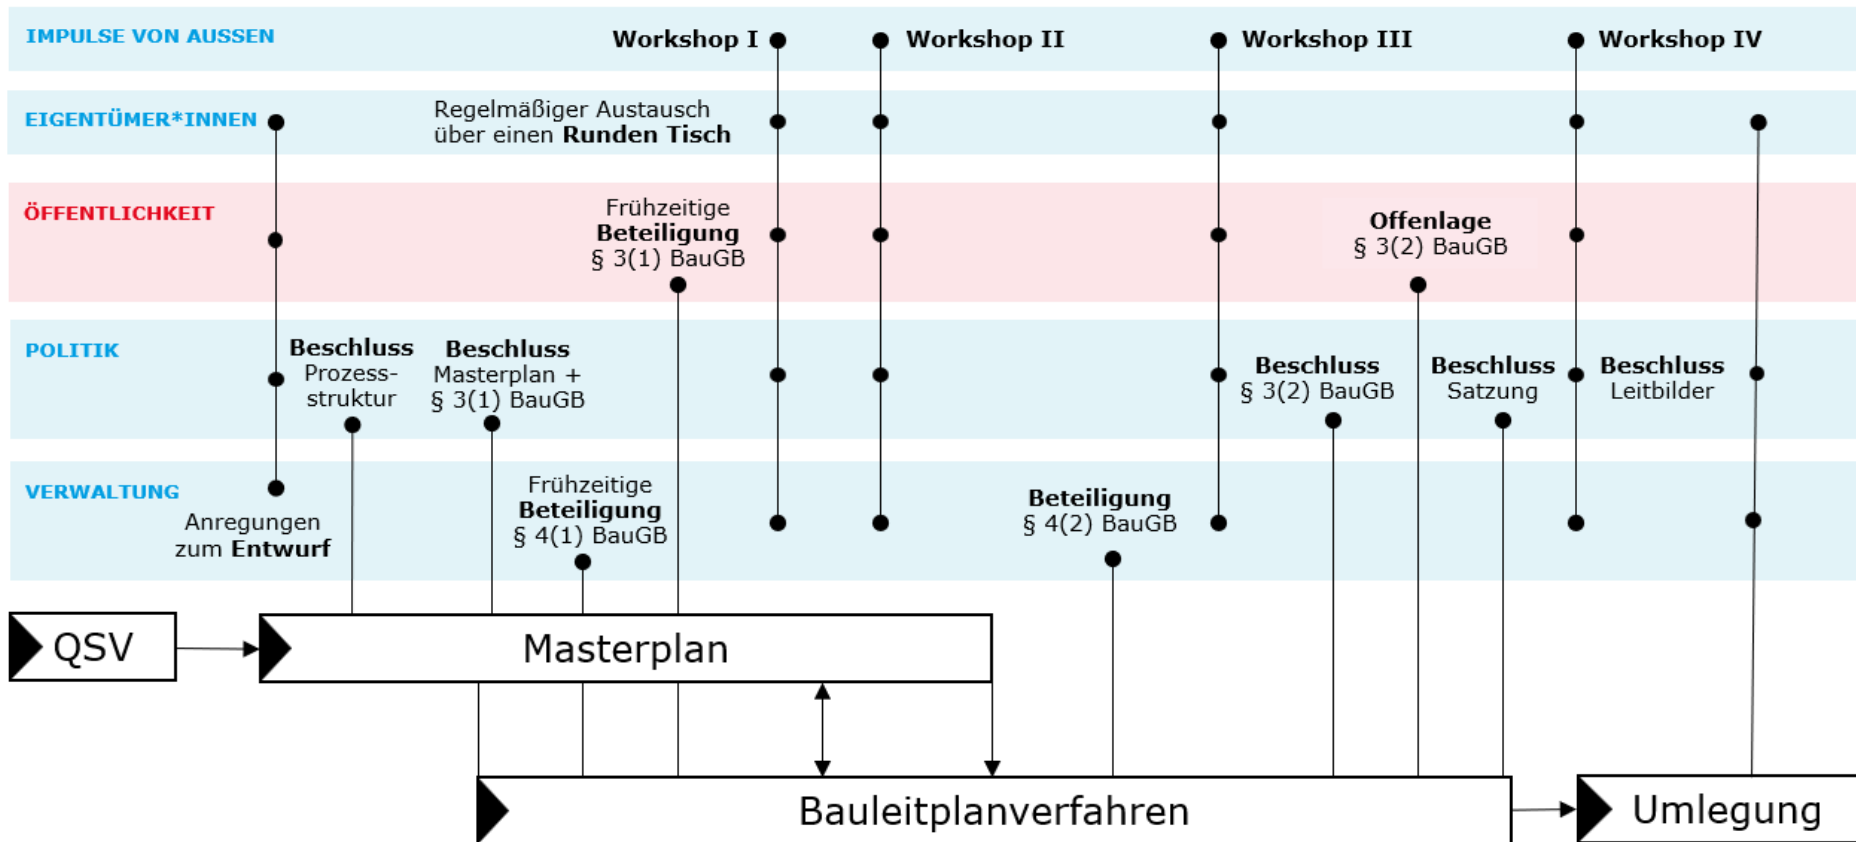 IMPULSE VON AUSSEN
Workshop I
Workshop II
Workshop III
Workshop IV
EIGENTÜMER*INNEN
Regelmäßiger Austausch
über einen Runden Tisch
ÖFFENTLICHKEIT
Frühzeitige
Beteiligung
§ 3(1) BauGB
Offenlage
§ 3(2) BauGB
POLITIK
Beschluss
Prozess-
struktur
Beschluss
Masterplan +
§ 3(1) BauGB
Beschluss
§ 3(2) BauGB
Beschluss
Satzung
Beschluss
Leitbilder
VERWALTUNG
Anregungen
zum Entwurf
Frühzeitige
Beteiligung
§ 4(1) BauGB
Beteiligung
§ 4(2) BauGB
QSV
Masterplan
Bauleitplanverfahren
Umlegung